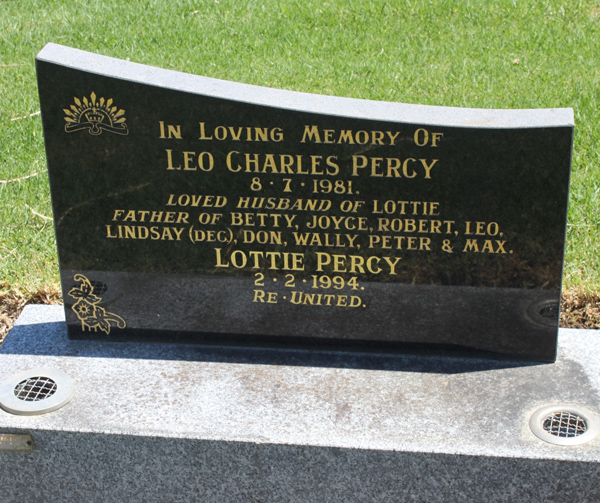 IN LOVING MEMORY OF
LEO CHARLES PERCY
8·7·1981.
LOVED HUSBAND OF LOTTIE
FATHER OF BETTY, JOYCE, ROBERT, LEO,
LINDSAY (DEC), DON, WALLY, PETER & MAX.
LOTTIE PERCY
2·2·1994.
RE·UNITED.